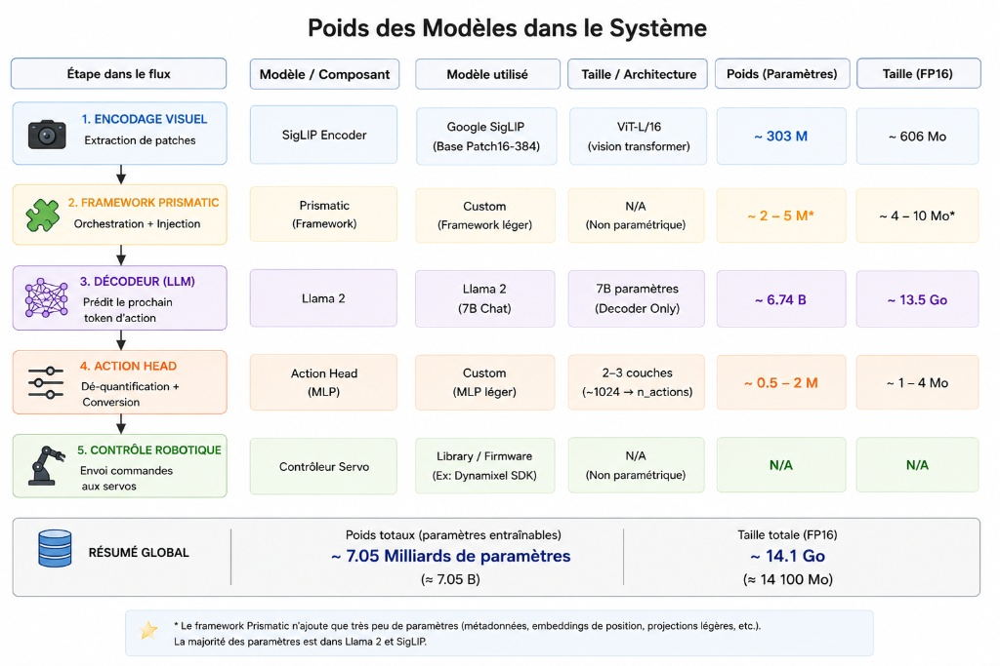 Poids des Modèles dans le Système
Étape dans le flux
Modèle / Composant
Modèle utilisé
Taille / Architecture
Poids (Paramètres)
Taille (FP16)
1. ENCODAGE VISUEL
Extraction de patches
SigLIP Encoder
Google SigLIP
(Base Patch16-384)
ViT-L/16
(vision transformer)
~ 303 M
~ 606 Mo
2. FRAMEWORK PRISMATIC
Orchestration + Injection
Prismatic
(Framework)
Custom
(Framework léger)
N/A
(Non paramétrique)
~ 2 – 5 M*
~ 4 – 10 Mo*
3. DÉCODEUR (LLM)
Prédit le prochain
token d'action
Llama 2
Llama 2
(7B Chat)
7B paramètres
(Decoder Only)
~ 6.74 B
~ 13.5 Go
4. ACTION HEAD
Dé-quantification +
Conversion
Action Head
(MLP)
Custom
(MLP léger)
2–3 couches
(~1024 → n_actions)
~ 0.5 – 2 M
~ 1 – 4 Mo
5. CONTRÔLE ROBOTIQUE
Envoi commandes
aux servos
Contrôleur Servo
Library / Firmware
(Ex: Dynamixel SDK)
N/A
(Non paramétrique)
N/A
N/A
RÉSUMÉ GLOBAL
Poids totaux (paramètres entraînables)
~ 7.05 Milliards de paramètres
(≈ 7.05 B)
Taille totale (FP16)
~ 14.1 Go
(≈ 14 100 Mo)
* Le framework Prismatic n'ajoute que très peu de paramètres (métadonnées, embeddings de position, projections légères, etc.).
La majorité des paramètres est dans Llama 2 et SigLIP.